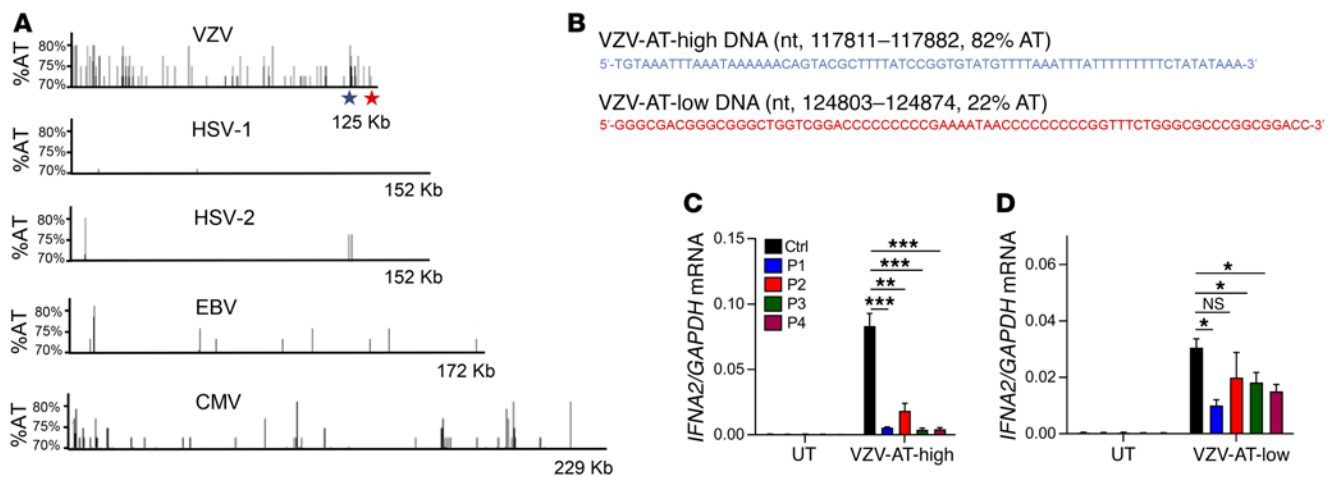 A
VZV
%AT
80%
75%
70%
125 Kb
HSV-1
%AT
80%
75%
70%
152 Kb
HSV-2
%AT
80%
75%
70%
152 Kb
EBV
%AT
80%
75%
70%
172 Kb
CMV
%AT
80%
75%
70%
229 Kb
B
VZV-AT-high DNA (nt, 117811–117882, 82% AT)
5′-TGTAAATTTAAATAAAAAACAGTACGCTTTTATCCGGTGTATGTTTTAAATTTATTTTTTTTTCTATATAAA-3′
VZV-AT-low DNA (nt, 124803–124874, 22% AT)
5′-GGGCGACGGGCGGGCTGGTCGGACCCCCCCCCCGAAAATAACCCCCCCCCCGGTTTCTGGGCGCCCGGCGGACC-3′
C
IFNA2/GAPDH mRNA
0.15
0.10
0.05
0.00
Ctrl
P1
P2
P3
P4
***
***
**
***
UT
VZV-AT-high
D
IFNA2/GAPDH mRNA
0.06
0.04
0.02
0.00
*
*
NS
*
UT
VZV-AT-low